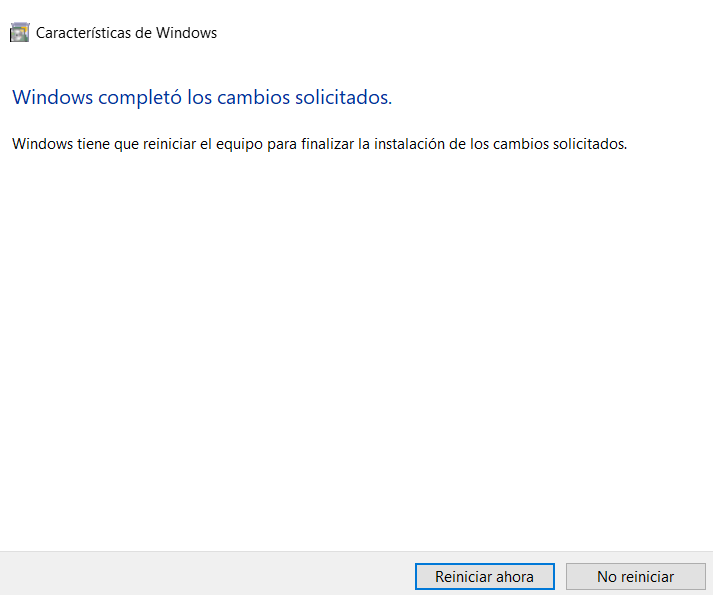 Características de Windows
Windows completó los cambios solicitados.
Windows tiene que reiniciar el equipo para finalizar la instalación de los cambios solicitados.
Reiniciar ahora
No reiniciar